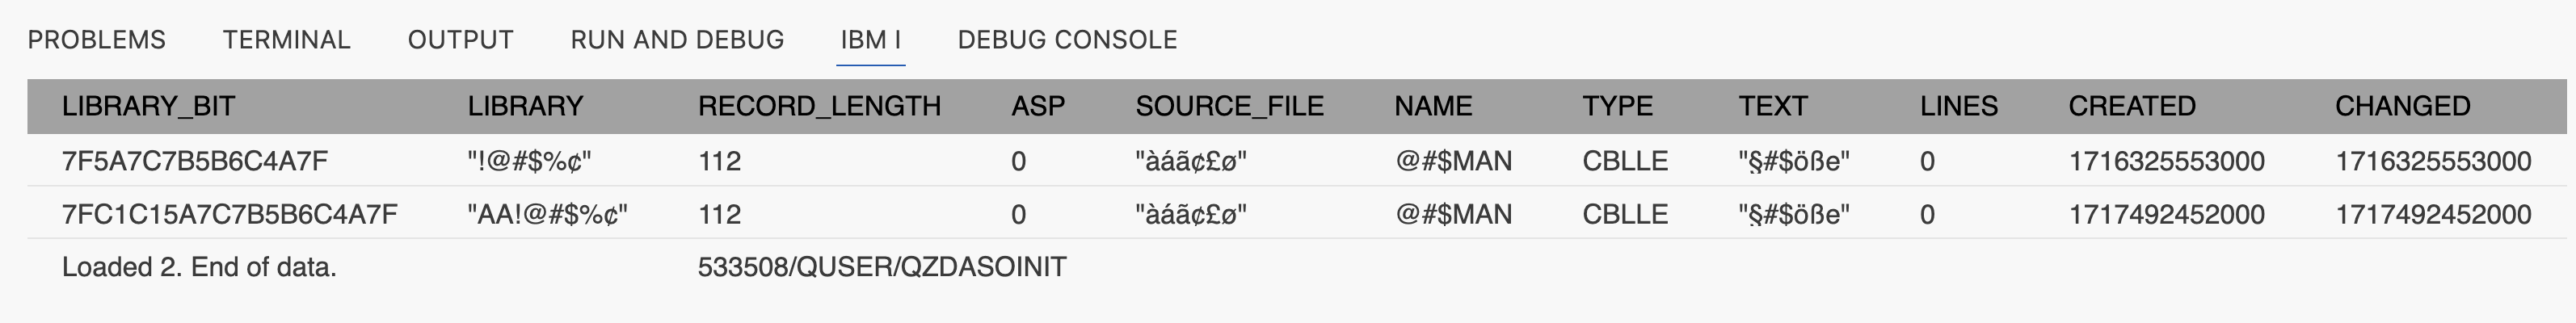 PROBLEMS TERMINAL OUTPUT RUN AND DEBUG IBM I DEBUG CONSOLE
LIBRARY_BIT LIBRARY RECORD_LENGTH ASP SOURCE_FILE NAME TYPE TEXT LINES CREATED CHANGED
7F5A7C7B5B6C4A7F "!@#$%¢" 112 0 "àáã¢£ø" @#$MAN CBLLE "§#$öße" 0 1716325553000 1716325553000
7FC1C15A7C7B5B6C4A7F "AA!@#$%¢" 112 0 "àáã¢£ø" @#$MAN CBLLE "§#$öße" 0 1717492452000 1717492452000
Loaded 2. End of data. 533508/QUSER/QZDASOINIT